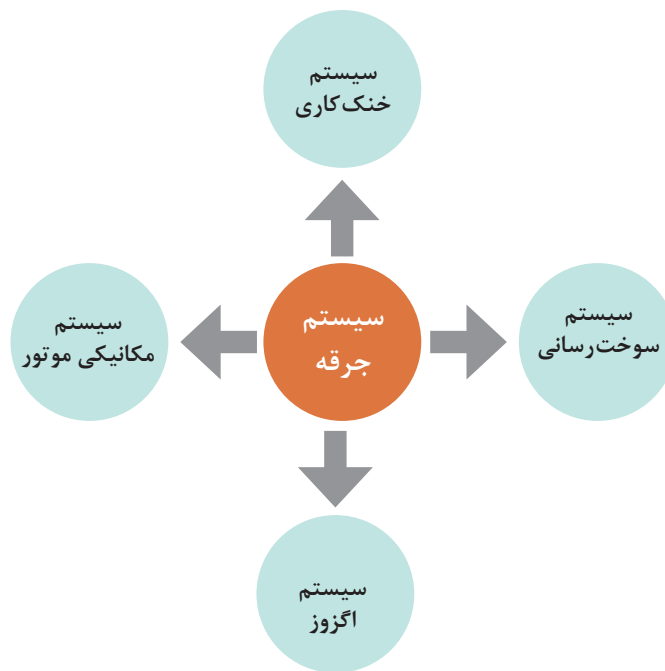 سیستم
خنک‌کاری
سیستم
سوخت‌رسانی
سیستم
جرقه
سیستم
مکانیکی موتور
سیستم
اگزوز